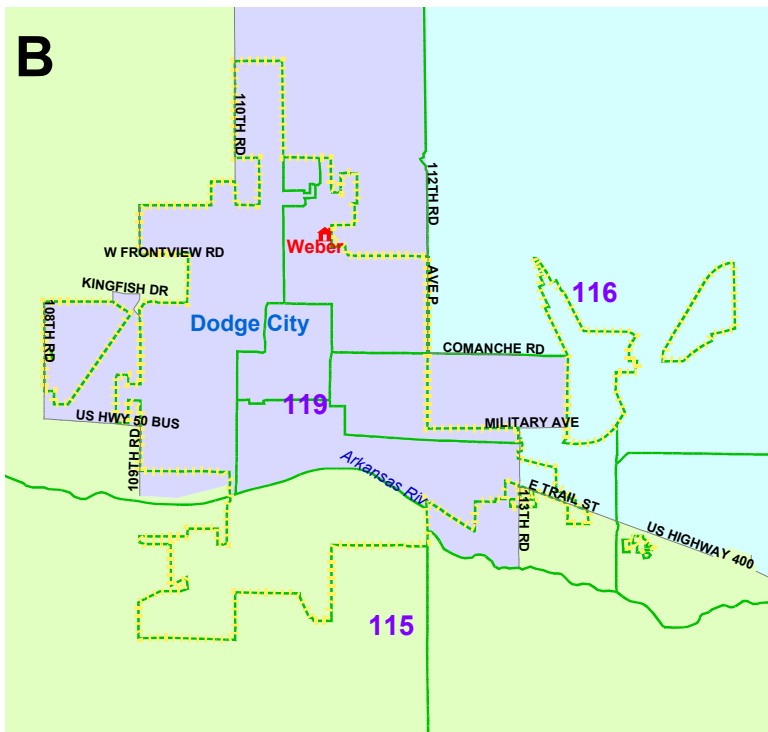 B
110TH RD
112TH RD
W FRONTVIEW RD
Weber
KINGFISH DR
AVE P
116
108TH RD
Dodge City
COMANCHE RD
119
US HWY 50 BUS
MILITARY AVE
109TH RD
Arkansas Riv
E TRAIL ST
113TH RD
US HIGHWAY 400
115